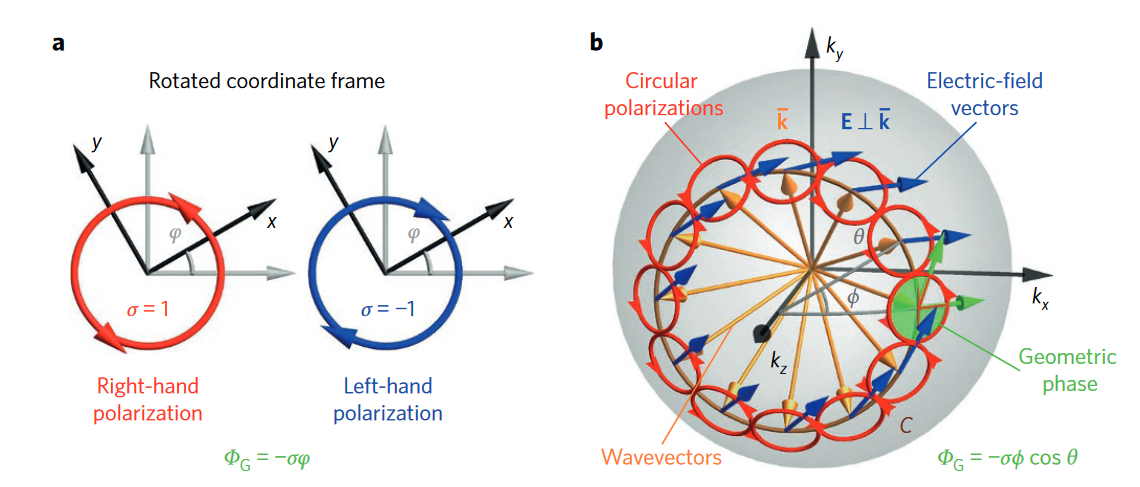 a
Rotated coordinate frame
y
x
φ
σ = 1
Right-hand
polarization
y
x
φ
σ = −1
Left-hand
polarization
Φ_G = −σφ
b
k_y
Circular
polarizations
k̄
E ⊥ k̄
Electric-field
vectors
θ
ϕ
k_x
k_z
Geometric
phase
C
Wavevectors
Φ_G = −σϕ cos θ